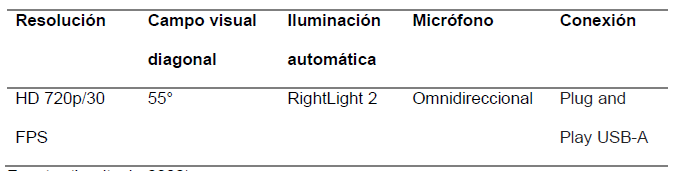 Resolución Campo visual Iluminación Micrófono Conexión
diagonal automática
HD 720p/30 55° RightLight 2 Omnidireccional Plug and
FPS Play USB-A